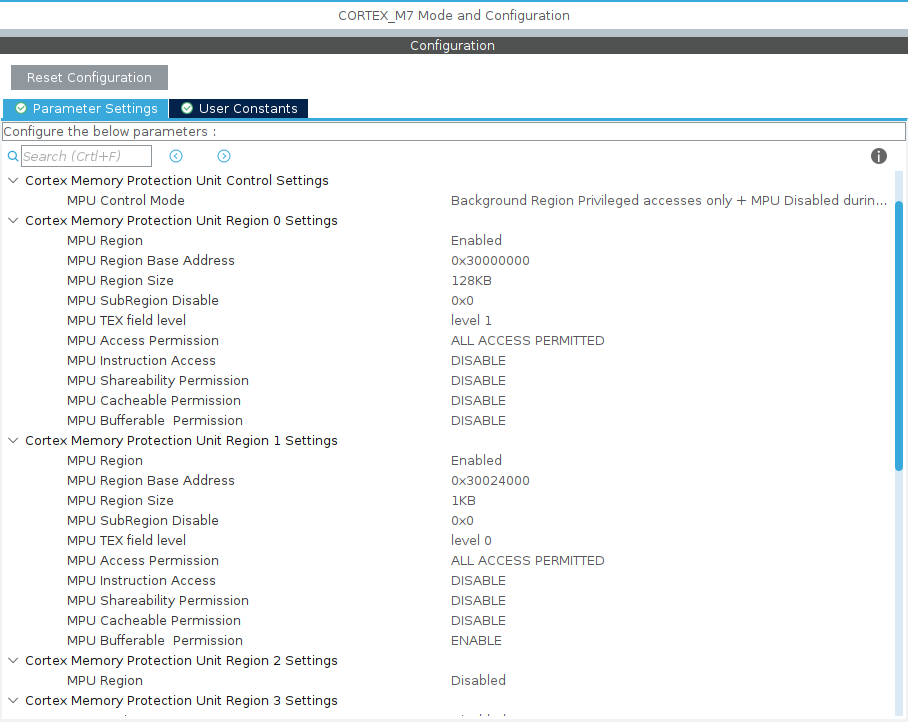 CORTEX_M7 Mode and Configuration
Configuration
Reset Configuration
Parameter Settings User Constants
Configure the below parameters :
Search (Crtl+F)
Cortex Memory Protection Unit Control Settings
MPU Control Mode Background Region Privileged accesses only + MPU Disabled durin...
Cortex Memory Protection Unit Region 0 Settings
MPU Region Enabled
MPU Region Base Address 0x30000000
MPU Region Size 128KB
MPU SubRegion Disable 0x0
MPU TEX field level level 1
MPU Access Permission ALL ACCESS PERMITTED
MPU Instruction Access DISABLE
MPU Shareability Permission DISABLE
MPU Cacheable Permission DISABLE
MPU Bufferable Permission DISABLE
Cortex Memory Protection Unit Region 1 Settings
MPU Region Enabled
MPU Region Base Address 0x30024000
MPU Region Size 1KB
MPU SubRegion Disable 0x0
MPU TEX field level level 0
MPU Access Permission ALL ACCESS PERMITTED
MPU Instruction Access DISABLE
MPU Shareability Permission DISABLE
MPU Cacheable Permission DISABLE
MPU Bufferable Permission ENABLE
Cortex Memory Protection Unit Region 2 Settings
MPU Region Disabled
Cortex Memory Protection Unit Region 3 Settings